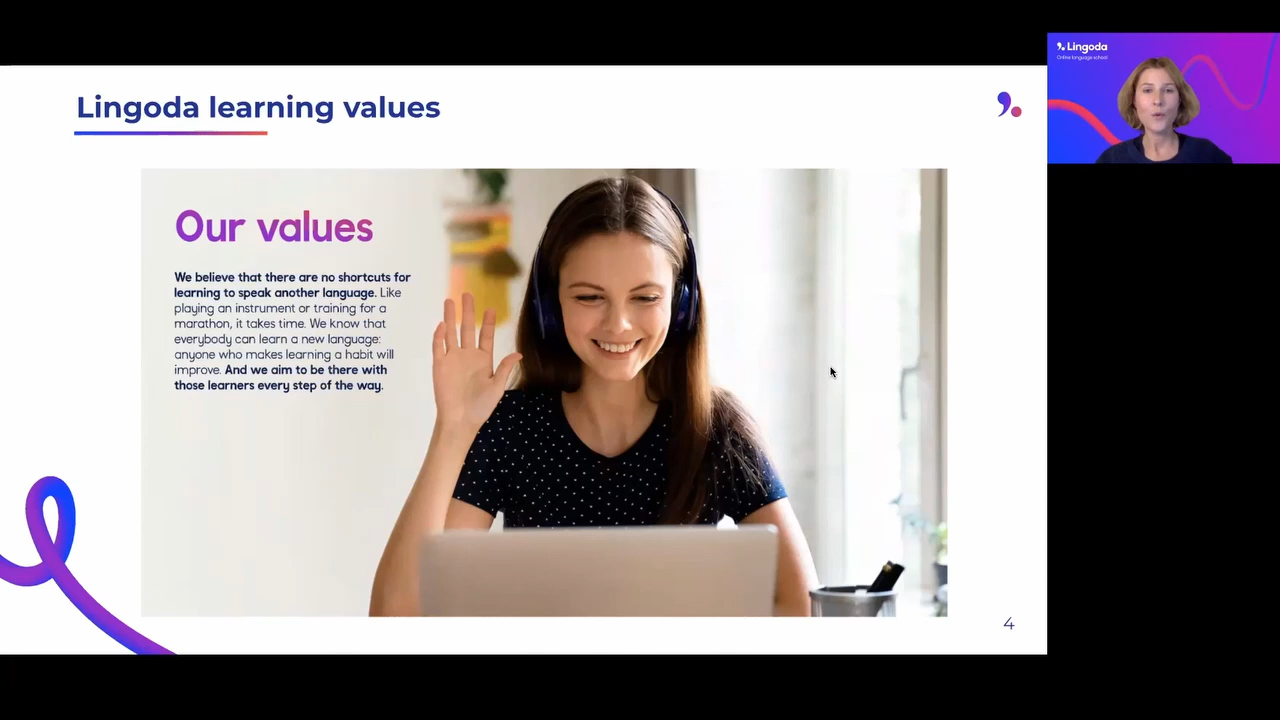 Lingoda learning values
Our values
We believe that there are no shortcuts for
learning to speak another language. Like
playing an instrument or training for a
marathon, it takes time. We know that
everybody can learn a new language:
anyone who makes learning a habit will
improve. And we aim to be there with
those learners every step of the way.
4
Lingoda
Online language school